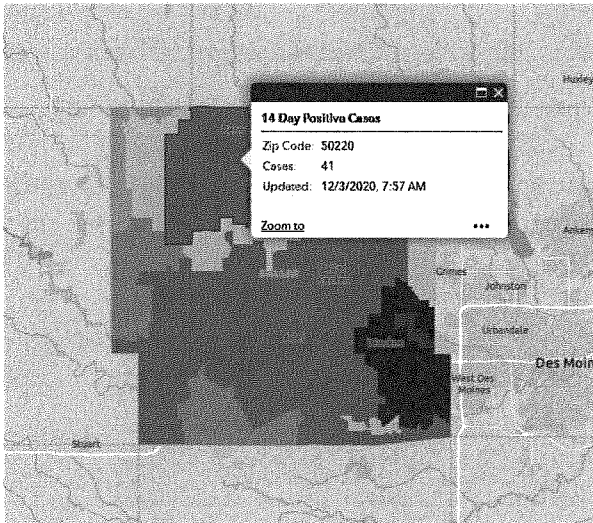 Huxley
14 Day Positive Cases
Zip Code: 50220
Cases: 41
Updated: 12/3/2020, 7:57 AM
Zoom to
Grimes
Johnston
Urbandale
Des Moin
West Des
Moines
Stuart
Anken